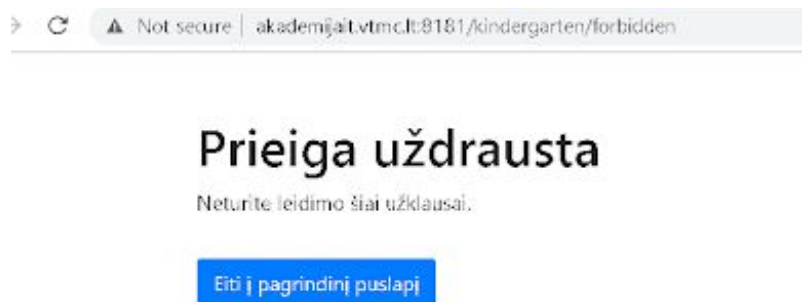 Not secure | akademijait.vtmc.lt:8181/kindergarten/forbidden
Prieiga uždrausta
Neturite leidimo šiai užklausai.
Eiti į pagrindinį puslapį